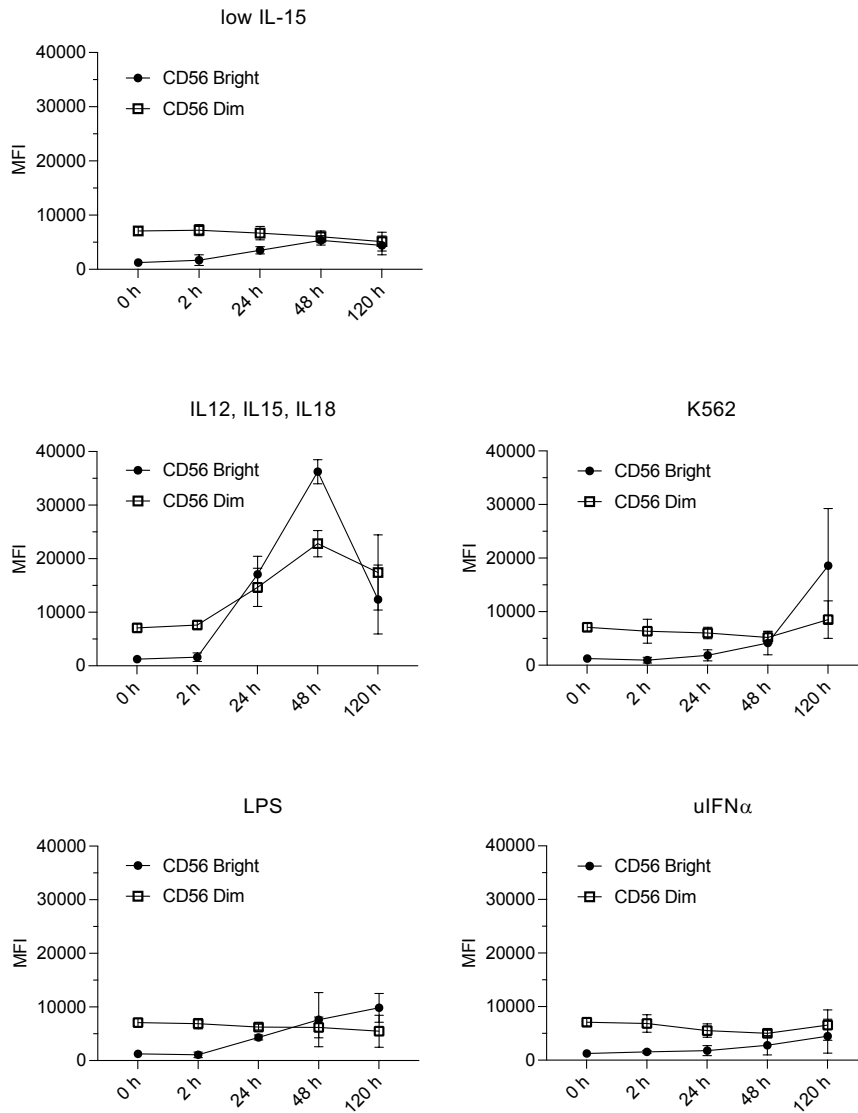 low IL-15
40000
CD56 Bright
30000
CD56 Dim
MFI
20000
10000
0
0 h
2 h
24 h
48 h
120 h
IL12, IL15, IL18
40000
CD56 Bright
30000
CD56 Dim
MFI
20000
10000
0
0 h
2 h
24 h
48 h
120 h
K562
40000
CD56 Bright
30000
CD56 Dim
MFI
20000
10000
0
0 h
2 h
24 h
48 h
120 h
LPS
40000
CD56 Bright
30000
CD56 Dim
MFI
20000
10000
0
0 h
2 h
24 h
48 h
120 h
uIFNα
40000
CD56 Bright
30000
CD56 Dim
MFI
20000
10000
0
0 h
2 h
24 h
48 h
120 h